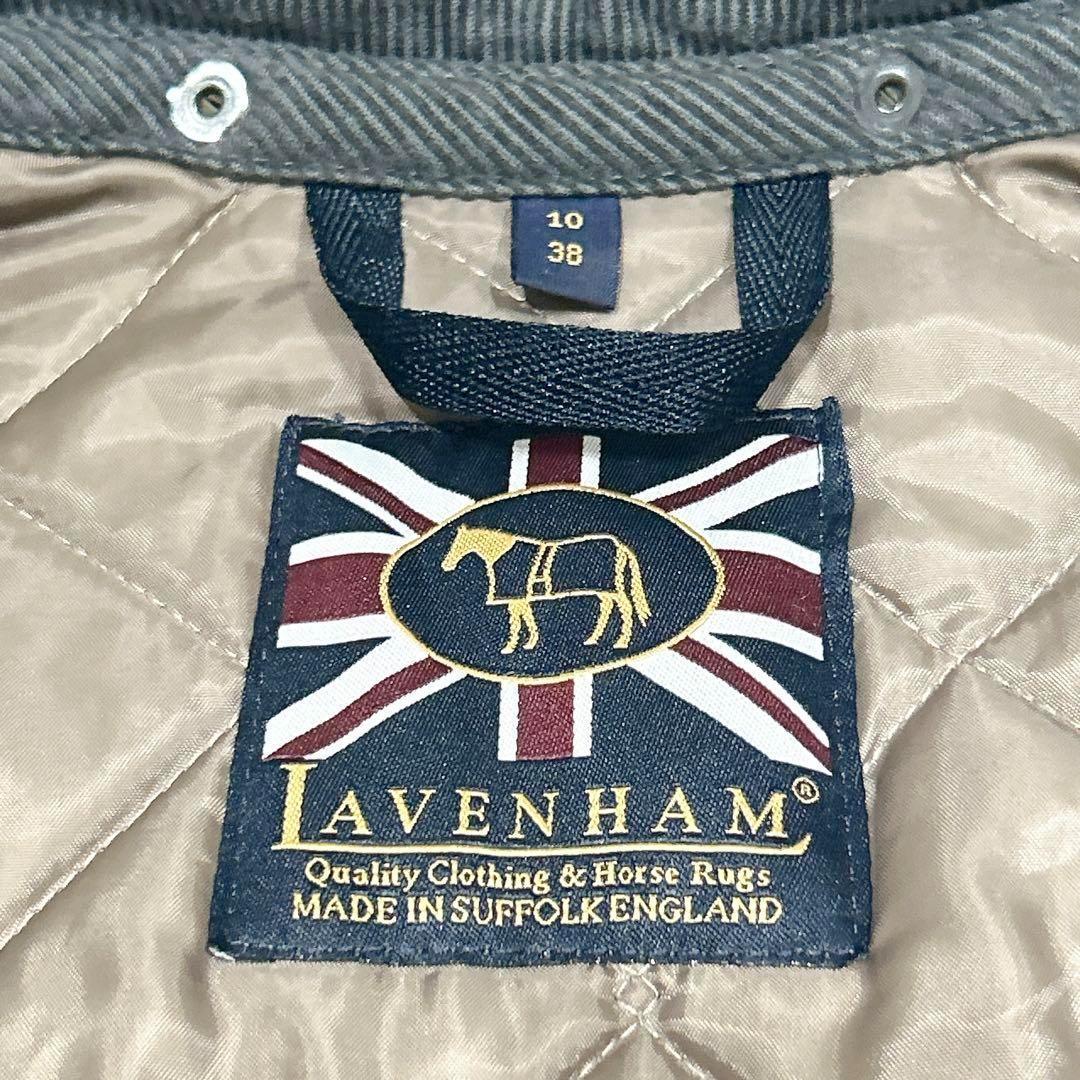 10
38
LAVENHAM®
Quality Clothing & Horse Rugs
MADE IN SUFFOLK ENGLAND